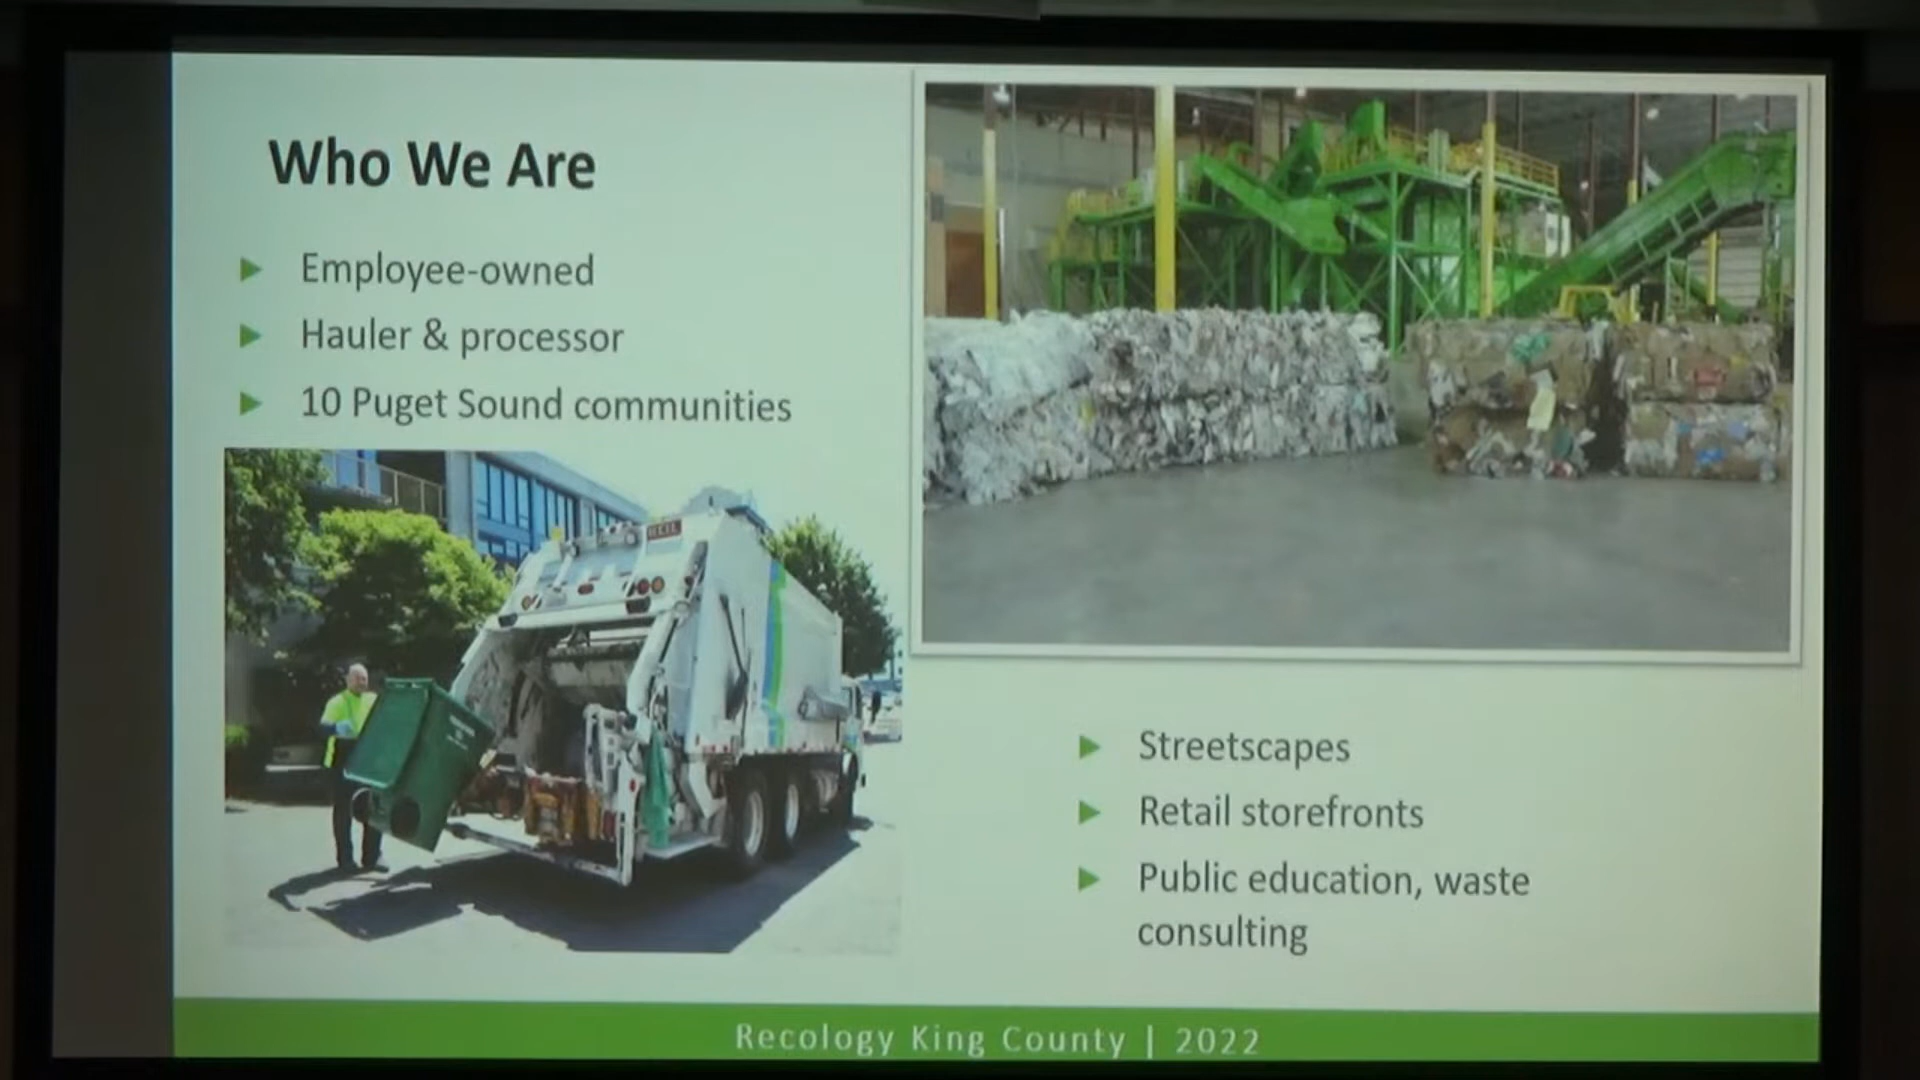 Who We Are
Employee-owned
Hauler & processor
10 Puget Sound communities
HEIL
Streetscapes
Retail storefronts
Public education, waste
consulting
Recology King County | 2022